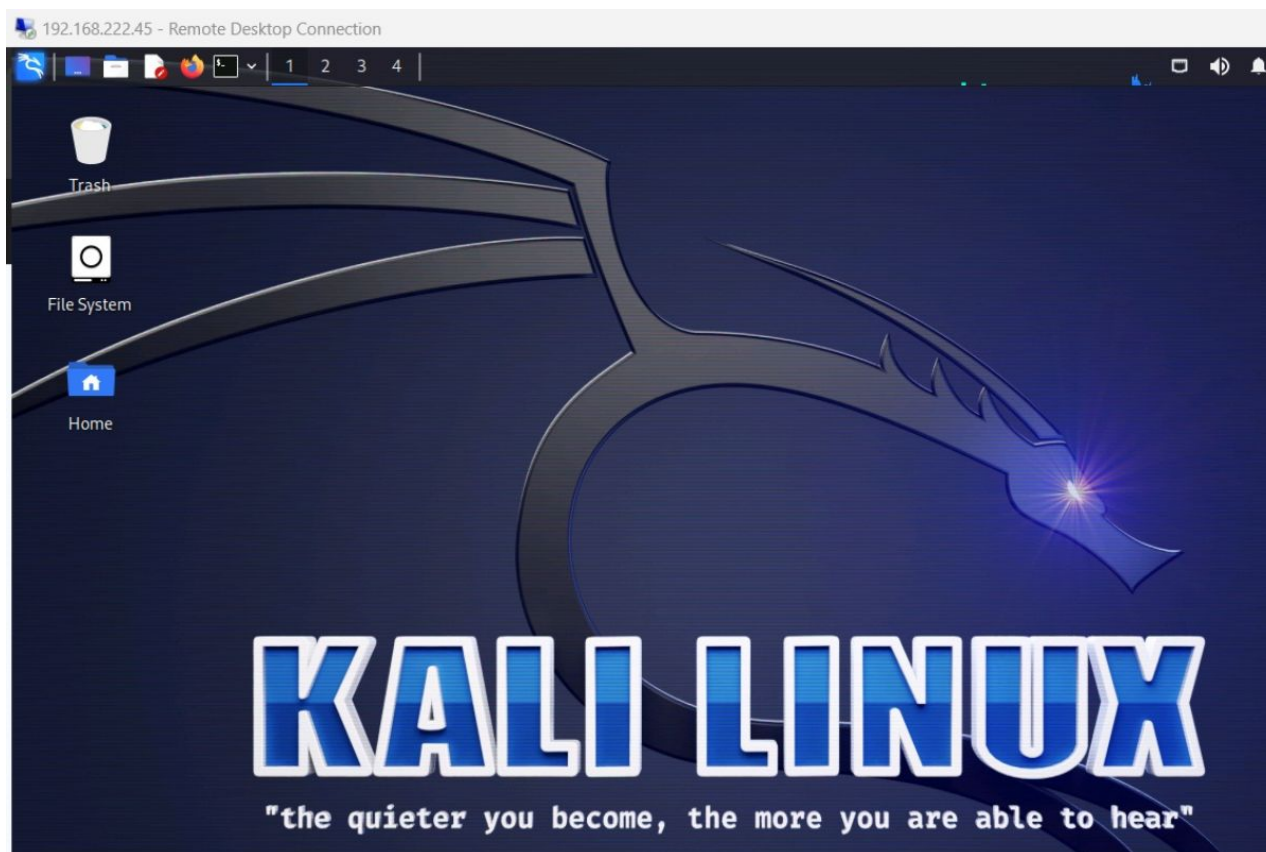 192.168.222.45 - Remote Desktop Connection
1 2 3 4
Trash
File System
Home
KALI LINUX
"the quieter you become, the more you are able to hear"